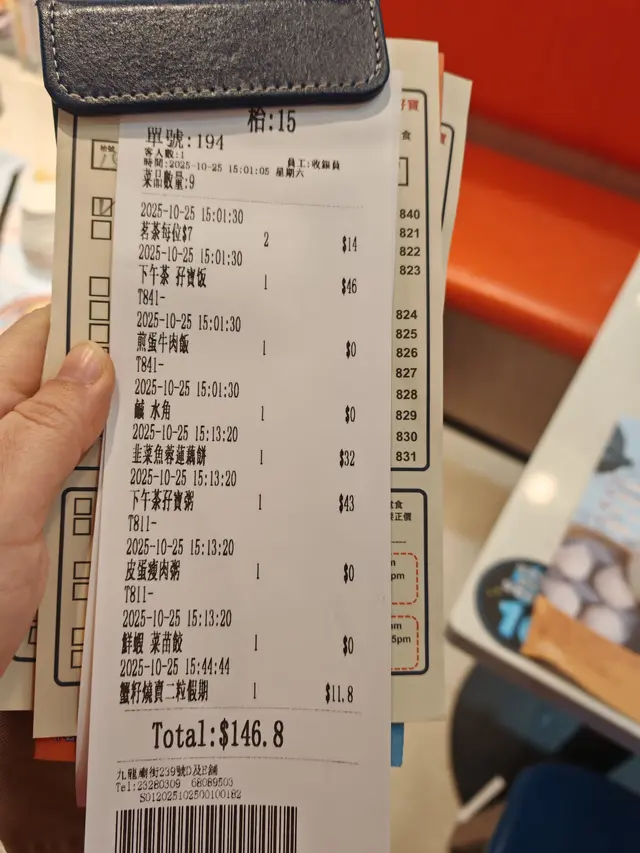 枱:15
單號:194
客人數:1
員工:收銀員
時間:2025-10-25 15:01:05 星期六
菜品數量:9
2025-10-25 15:01:30
茗茶每位$7 2 $14
2025-10-25 15:01:30
下午茶 孖寶飯 1 $46
T841-
2025-10-25 15:01:30
煎蛋牛肉飯 1 $0
T841-
2025-10-25 15:01:30
鹹 水角 1 $0
2025-10-25 15:13:20
韭菜魚蓉蓮藕餅 1 $32
2025-10-25 15:13:20
下午茶孖寶粥 1 $43
T811-
2025-10-25 15:13:20
皮蛋瘦肉粥 1 $0
T811-
2025-10-25 15:13:20
鮮蝦 菜苗餃 1 $0
2025-10-25 15:44:44
蟹籽燒賣二粒假期 1 $11.8
Total:$146.8
九龍廟街239號D及E舖
Tel:23280309 68089503
S012025102500100182
寶
食
840
821
822
823
824
825
826
827
828
829
830
831
食
正價
pm
5pm